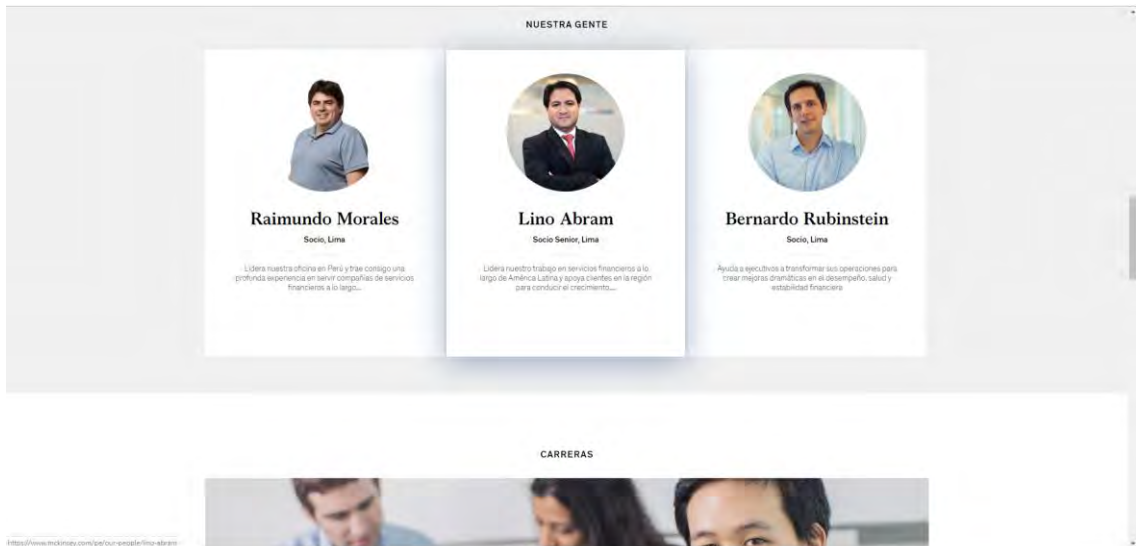 NUESTRA GENTE
Raimundo Morales
Socio, Lima
Lidera nuestra oficina en Perú y trae consigo una
profunda experiencia en servir compañías de servicios
financieros a lo largo...
Lino Abram
Socio Senior, Lima
Lidera nuestro trabajo en servicios financieros a lo
largo de América Latina y apoya clientes en la región
para conducir el crecimiento....
Bernardo Rubinstein
Socio, Lima
Ayuda a ejecutivos a transformar sus operaciones para
crear mejoras dramáticas en el desempeño, salud y
estabilidad financiera
CARRERAS
https://www.mckinsey.com/pe/our-people/lino-abram